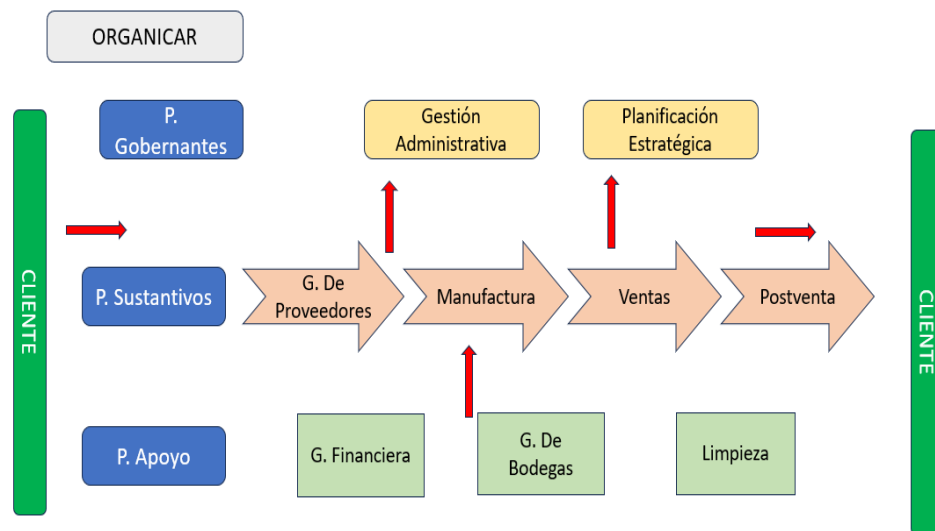 ORGANICAR
CLIENTE
P.
Gobernantes
Gestión
Administrativa
Planificación
Estratégica
P. Sustantivos
G. De
Proveedores
Manufactura
Ventas
Postventa
P. Apoyo
G. Financiera
G. De
Bodegas
Limpieza
CLIENTE